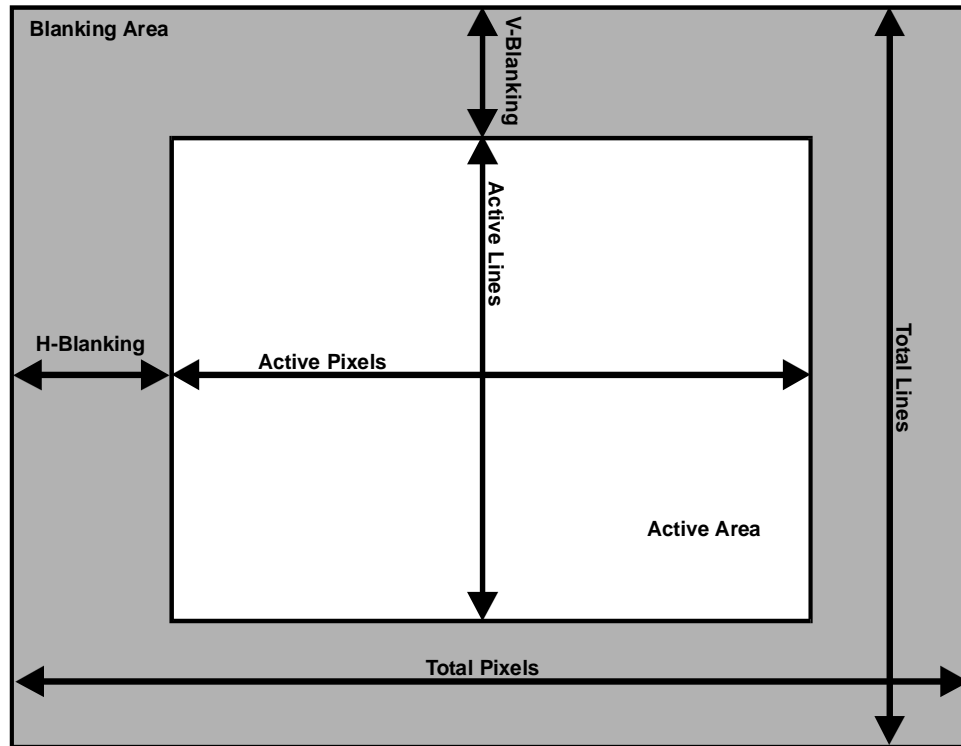 Blanking Area
V-Blanking
Active Lines
H-Blanking
Active Pixels
Total Lines
Active Area
Total Pixels